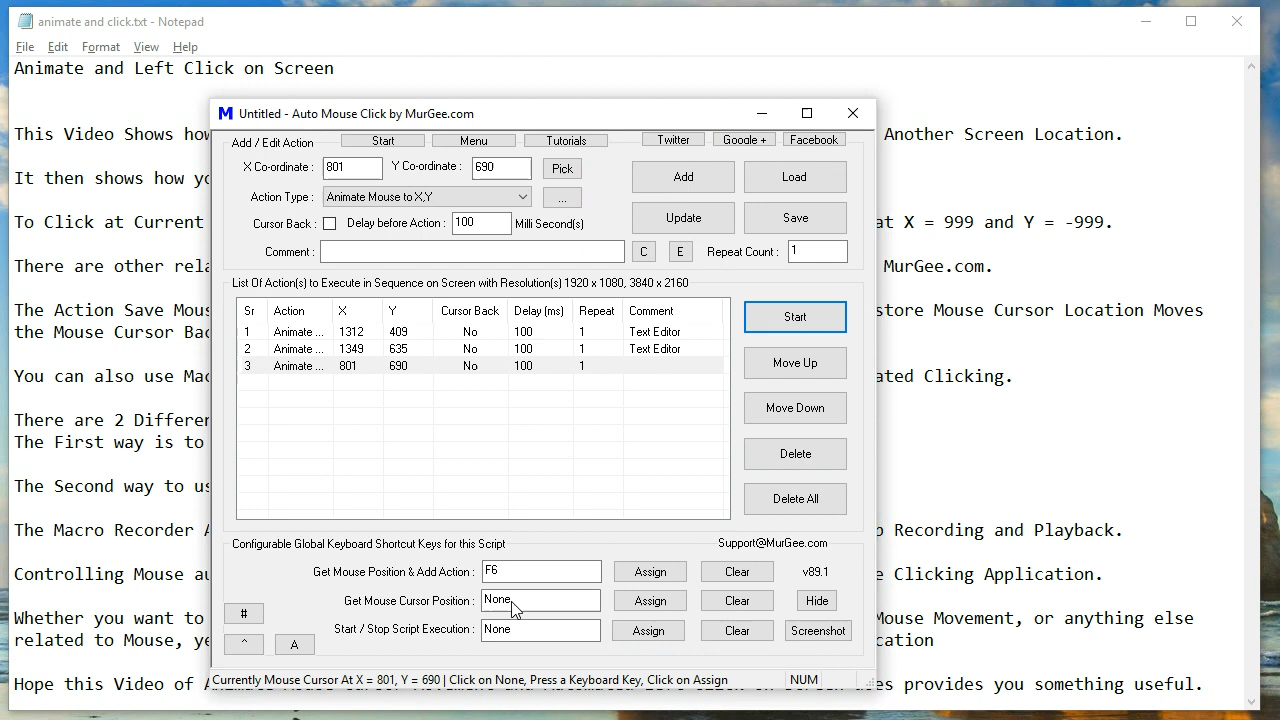 animate and click.txt - Notepad
File Edit Format View Help
Animate and Left Click on Screen
This Video Shows how
Another Screen Location.
It then shows how yo
To Click at Current
at X = 999 and Y = -999.
There are other rela
MurGee.com.
The Action Save Mous
store Mouse Cursor Location Moves
the Mouse Cursor Bac
You can also use Mac
ated Clicking.
There are 2 Differen
The First way is to
The Second way to us
The Macro Recorder A
p Recording and Playback.
Controlling Mouse au
e Clicking Application.
Whether you want to
Mouse Movement, or anything else
related to Mouse, ye
cation
Hope this Video of A
es provides you something useful.
M Untitled - Auto Mouse Click by MurGee.com
Add / Edit Action Start Menu Tutorials Twitter Google + Facebook
X Co-ordinate : 801 Y Co-ordinate : 690 Pick Add Load
Action Type : Animate Mouse to X,Y ...
Cursor Back : Delay before Action : 100 Milli Second(s) Update Save
Comment : C E Repeat Count : 1
List Of Action(s) to Execute in Sequence on Screen with Resolution(s) 1920 x 1080, 3840 x 2160
Sr Action X Y Cursor Back Delay (ms) Repeat Comment
1 Animate ... 1312 409 No 100 1 Text Editor
2 Animate ... 1349 635 No 100 1 Text Editor
3 Animate ... 801 690 No 100 1
Start
Move Up
Move Down
Delete
Delete All
Configurable Global Keyboard Shortcut Keys for this Script Support@MurGee.com
Get Mouse Position & Add Action : F6 Assign Clear v89.1
Get Mouse Cursor Position : None Assign Clear Hide
# Start / Stop Script Execution : None Assign Clear Screenshot
^ A
Currently Mouse Cursor At X = 801, Y = 690 | Click on None, Press a Keyboard Key, Click on Assign NUM